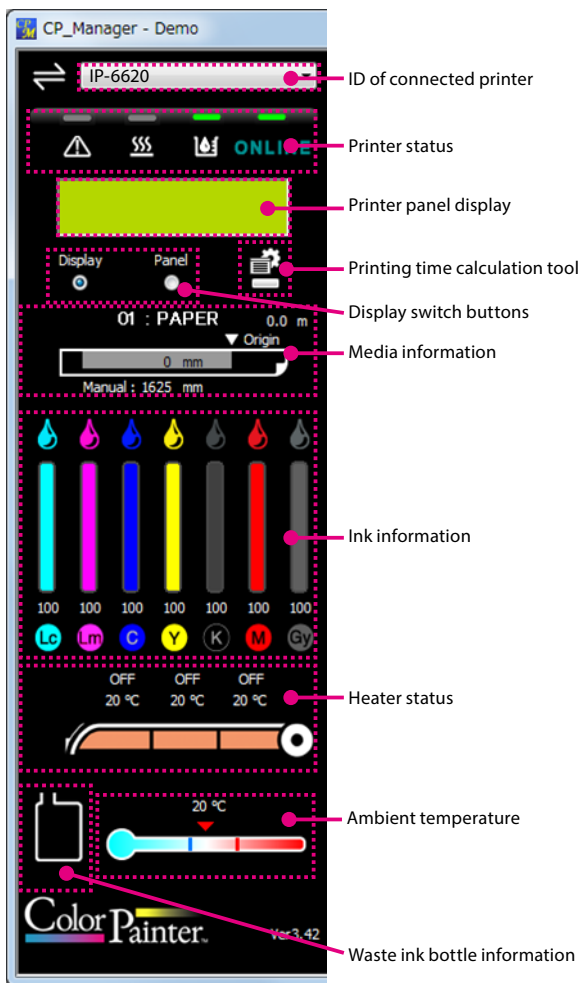 CP_Manager - Demo
IP-6620
ID of connected printer
ONLINE
Printer status
Printer panel display
Display Panel
Printing time calculation tool
Display switch buttons
01 : PAPER 0.0 m
Origin
Media information
0 mm
Manual : 1625 mm
Ink information
100 100 100 100 100 100 100
Lc Lm C Y K M Gy
OFF OFF OFF
Heater status
20 ℃ 20 ℃ 20 ℃
20 ℃
Ambient temperature
Color Painter
Ver3.42
Waste ink bottle information